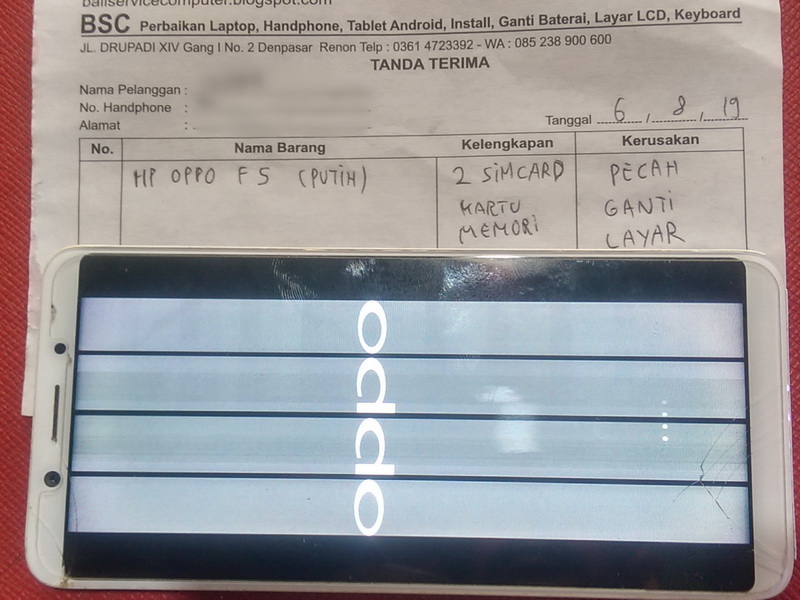 baliservicecomputer.blogspot.com
BSC Perbaikan Laptop, Handphone, Tablet Android, Install, Ganti Baterai, Layar LCD, Keyboard
JL. DRUPADI XIV Gang I No. 2 Denpasar Renon Telp : 0361 4723392 - WA : 085 238 900 600
TANDA TERIMA
Nama Pelanggan :
No. Handphone :
Alamat :
Tanggal 6 / 8 / 19
No. Nama Barang Kelengkapan Kerusakan
HP OPPO F5 (PUTIH) 2 SIMCARD PECAH
KARTU GANTI
MEMORI LAYAR
oppo